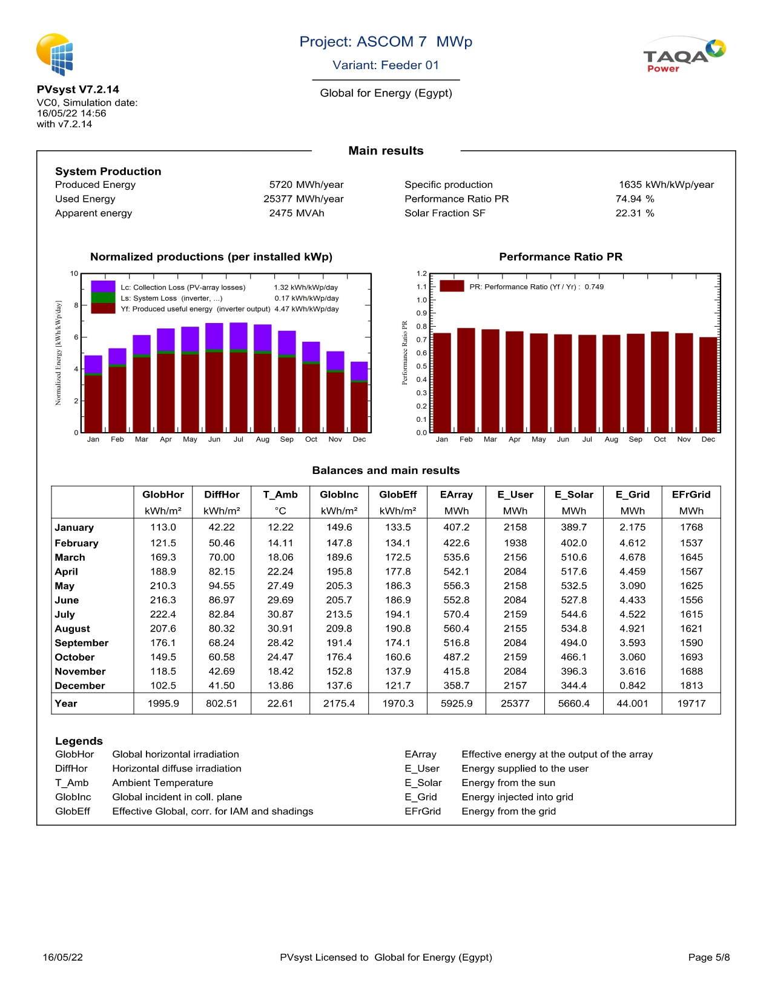 Project: ASCOM 7  MWp
Variant: Feeder 01
Global for Energy (Egypt)
TAQA
Power
PVsyst V7.2.14
VC0, Simulation date:
16/05/22 14:56
with v7.2.14
Main results
System Production
Produced Energy 5720 MWh/year Specific production 1635 kWh/kWp/year
Used Energy 25377 MWh/year Performance Ratio PR 74.94 %
Apparent energy 2475 MVAh Solar Fraction SF 22.31 %
Normalized productions (per installed kWp)
Lc: Collection Loss (PV-array losses) 1.32 kWh/kWp/day
Ls: System Loss  (inverter, ...) 0.17 kWh/kWp/day
Yf: Produced useful energy  (inverter output) 4.47 kWh/kWp/day
Normalized Energy [kWh/kWp/day]
10
8
6
4
2
0
Jan Feb Mar Apr May Jun Jul Aug Sep Oct Nov Dec
Performance Ratio PR
PR: Performance Ratio (Yf / Yr) :  0.749
Performance Ratio PR
1.2
1.1
1.0
0.9
0.8
0.7
0.6
0.5
0.4
0.3
0.2
0.1
0.0
Jan Feb Mar Apr May Jun Jul Aug Sep Oct Nov Dec
Balances and main results
GlobHor DiffHor T_Amb GlobInc GlobEff EArray E_User E_Solar E_Grid EFrGrid
kWh/m² kWh/m² °C kWh/m² kWh/m² MWh MWh MWh MWh MWh
January 113.0 42.22 12.22 149.6 133.5 407.2 2158 389.7 2.175 1768
February 121.5 50.46 14.11 147.8 134.1 422.6 1938 402.0 4.612 1537
March 169.3 70.00 18.06 189.6 172.5 535.6 2156 510.6 4.678 1645
April 188.9 82.15 22.24 195.8 177.8 542.1 2084 517.6 4.459 1567
May 210.3 94.55 27.49 205.3 186.3 556.3 2158 532.5 3.090 1625
June 216.3 86.97 29.69 205.7 186.9 552.8 2084 527.8 4.433 1556
July 222.4 82.84 30.87 213.5 194.1 570.4 2159 544.6 4.522 1615
August 207.6 80.32 30.91 209.8 190.8 560.4 2155 534.8 4.921 1621
September 176.1 68.24 28.42 191.4 174.1 516.8 2084 494.0 3.593 1590
October 149.5 60.58 24.47 176.4 160.6 487.2 2159 466.1 3.060 1693
November 118.5 42.69 18.42 152.8 137.9 415.8 2084 396.3 3.616 1688
December 102.5 41.50 13.86 137.6 121.7 358.7 2157 344.4 0.842 1813
Year 1995.9 802.51 22.61 2175.4 1970.3 5925.9 25377 5660.4 44.001 19717
Legends
GlobHor Global horizontal irradiation EArray Effective energy at the output of the array
DiffHor Horizontal diffuse irradiation E_User Energy supplied to the user
T_Amb Ambient Temperature E_Solar Energy from the sun
GlobInc Global incident in coll. plane E_Grid Energy injected into grid
GlobEff Effective Global, corr. for IAM and shadings EFrGrid Energy from the grid
16/05/22 PVsyst Licensed to  Global for Energy (Egypt) Page 5/8